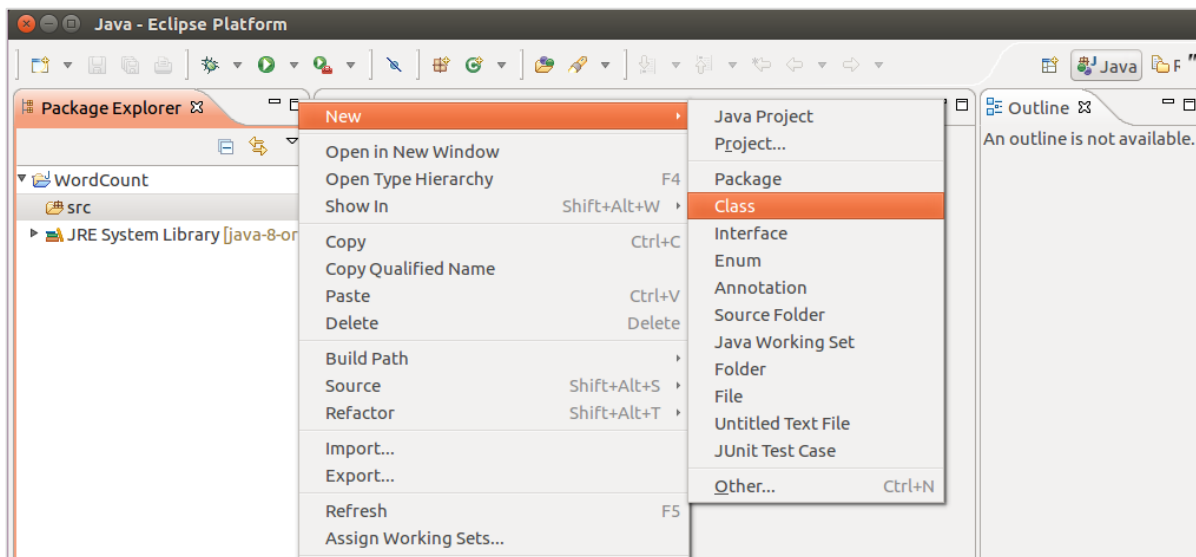 Java - Eclipse Platform
Java
Package Explorer
Outline
An outline is not available.
WordCount
src
JRE System Library [java-8-or
New
Open in New Window
Open Type Hierarchy F4
Show In Shift+Alt+W
Copy Ctrl+C
Copy Qualified Name
Paste Ctrl+V
Delete Delete
Build Path
Source Shift+Alt+S
Refactor Shift+Alt+T
Import...
Export...
Refresh F5
Assign Working Sets...
Java Project
Project...
Package
Class
Interface
Enum
Annotation
Source Folder
Java Working Set
Folder
File
Untitled Text File
JUnit Test Case
Other... Ctrl+N